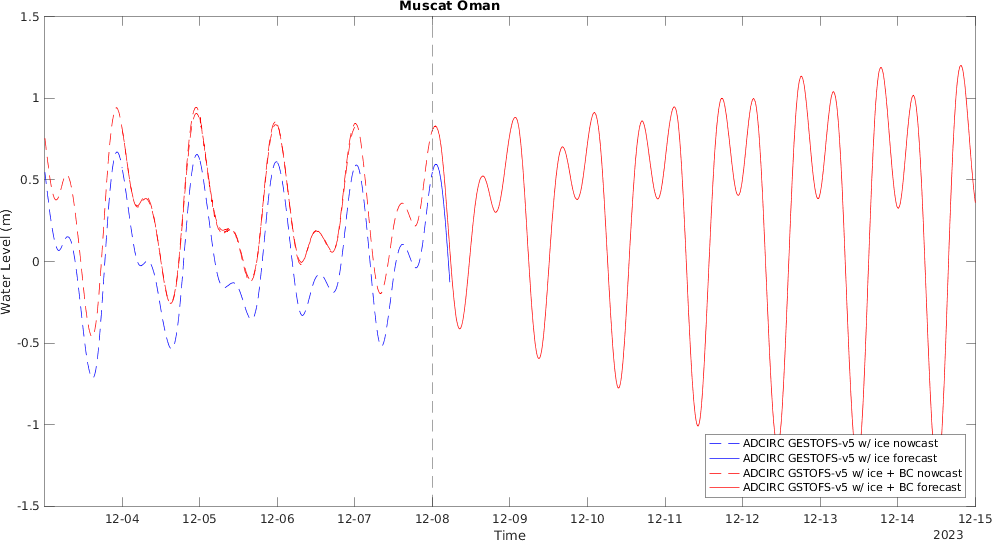 Muscat Oman
1.5
1
0.5
0
-0.5
-1
-1.5
Water Level (m)
ADCIRC GESTOFS-v5 w/ ice nowcast
ADCIRC GESTOFS-v5 w/ ice forecast
ADCIRC GSTOFS-v5 w/ ice + BC nowcast
ADCIRC GSTOFS-v5 w/ ice + BC forecast
12-04 12-05 12-06 12-07 12-08 12-09 12-10 12-11 12-12 12-13 12-14 12-15
Time
2023